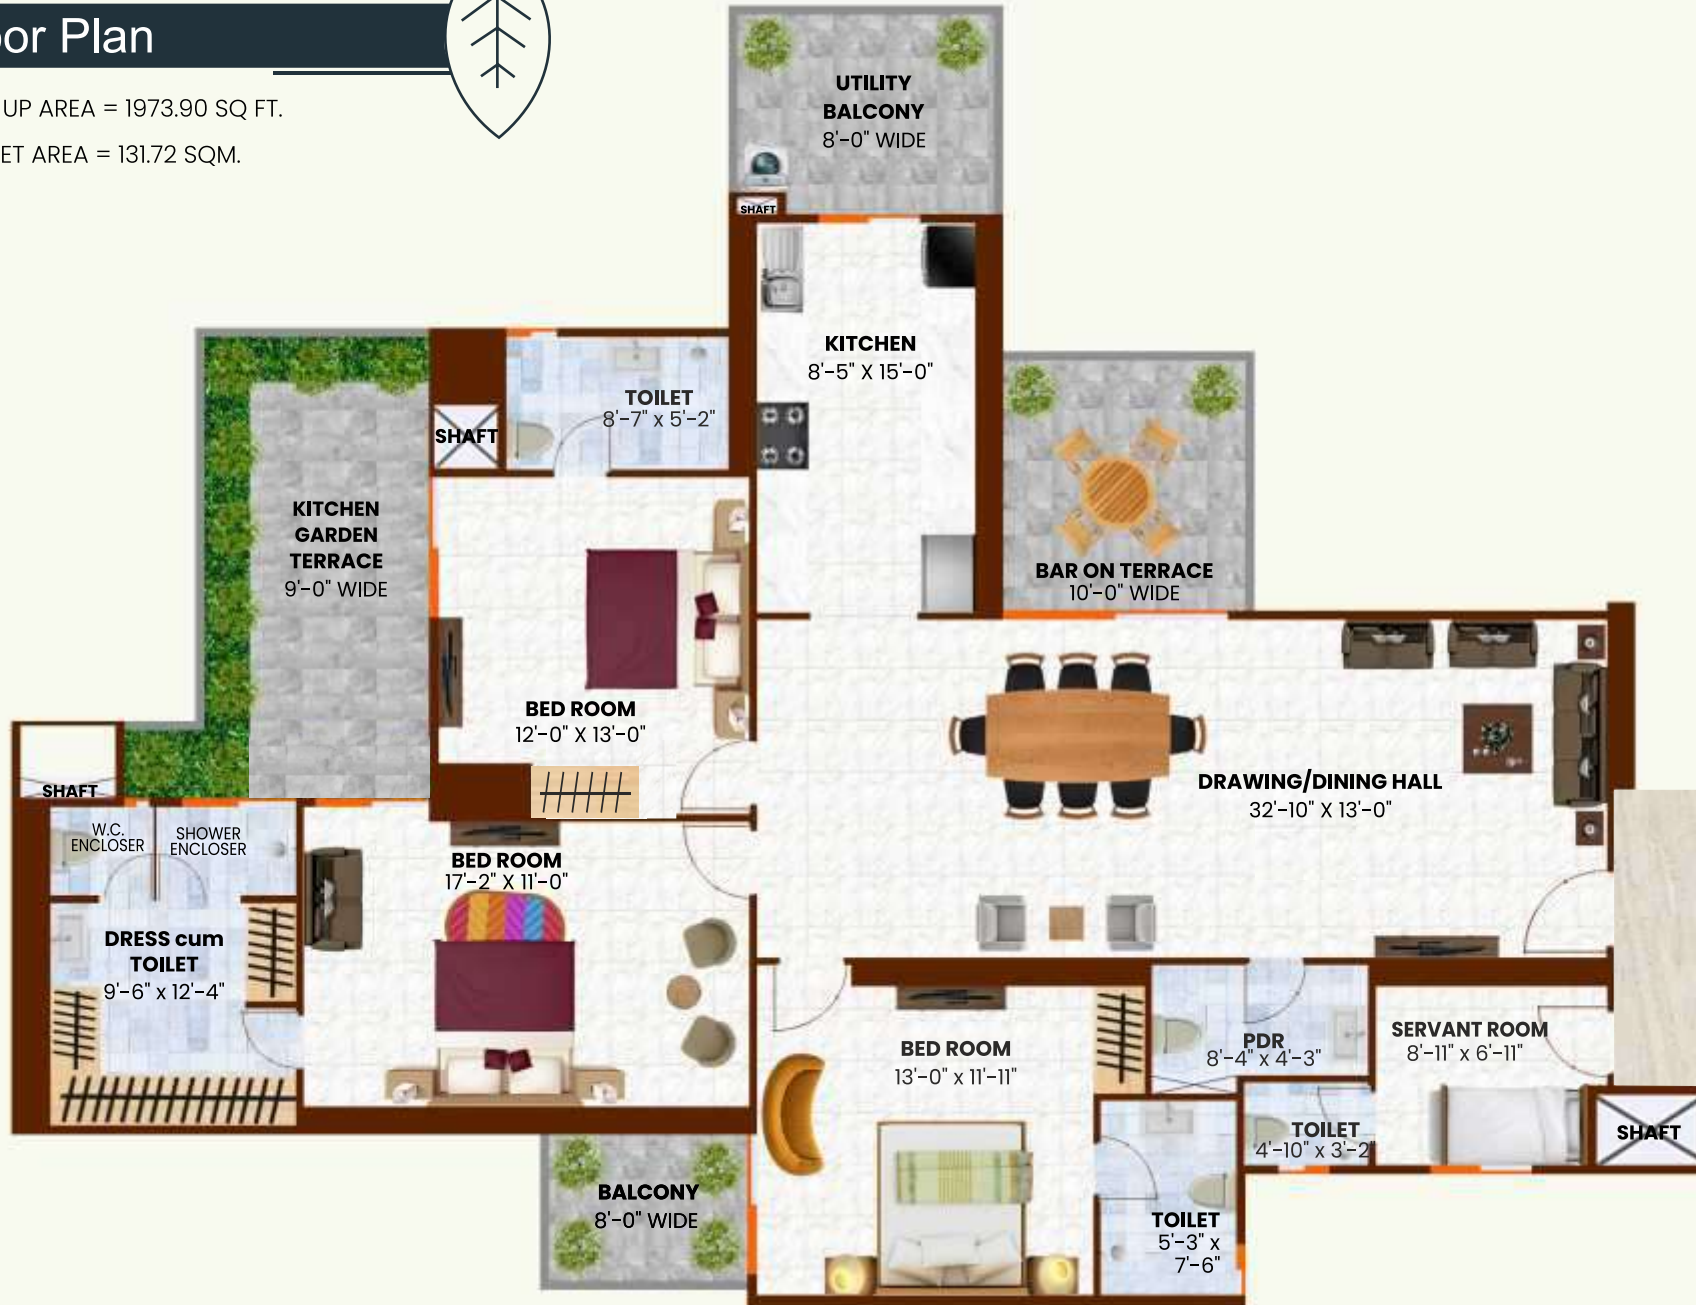 oor Plan
UP AREA = 1973.90 SQ FT.
ET AREA = 131.72 SQM.
UTILITY
BALCONY
8'-0" WIDE
SHAFT
KITCHEN
8'-5" X 15'-0"
TOILET
8'-7" x 5'-2"
SHAFT
KITCHEN
GARDEN
TERRACE
9'-0" WIDE
BAR ON TERRACE
10'-0" WIDE
BED ROOM
12'-0" X 13'-0"
DRAWING/DINING HALL
32'-10" X 13'-0"
SHAFT
W.C.
ENCLOSER
SHOWER
ENCLOSER
BED ROOM
17'-2" X 11'-0"
DRESS cum
TOILET
9'-6" x 12'-4"
BED ROOM
13'-0" x 11'-11"
PDR
8'-4" x 4'-3"
SERVANT ROOM
8'-11" x 6'-11"
TOILET
4'-10" x 3'-2"
SHAFT
BALCONY
8'-0" WIDE
TOILET
5'-3" x
7'-6"